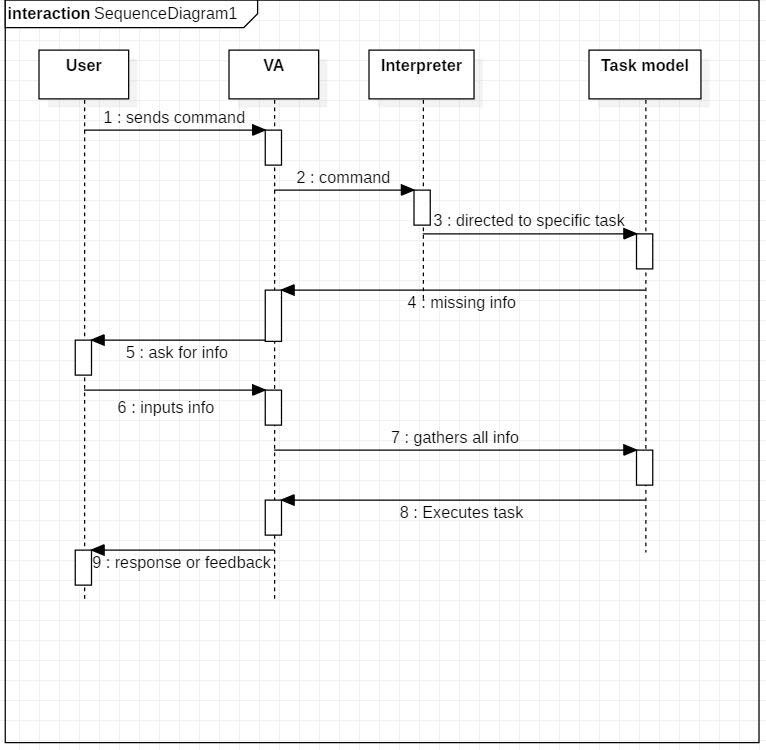 interaction SequenceDiagram1
User VA Interpreter Task model
1 : sends command
2 : command
3 : directed to specific task
4 : missing info
5 : ask for info
6 : inputs info
7 : gathers all info
8 : Executes task
9 : response or feedback